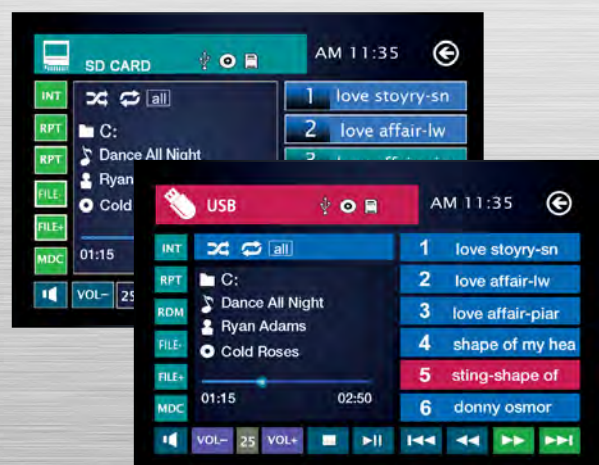 SD CARD
AM 11:35
INT
all
1 love stoyry-sn
RPT
C:
2 love affair-lw
RPT
Dance All Night
FILE-
Ryan
FILE+
Cold
MDC
01:15
VOL-
USB
AM 11:35
INT
all
1 love stoyry-sn
RPT
C:
2 love affair-lw
RDM
Dance All Night
3 love affair-piar
Ryan Adams
FILE-
4 shape of my hea
Cold Roses
FILE+
5 sting-shape of
MDC
01:15
02:50
6 donny osmor
VOL-
25
VOL+